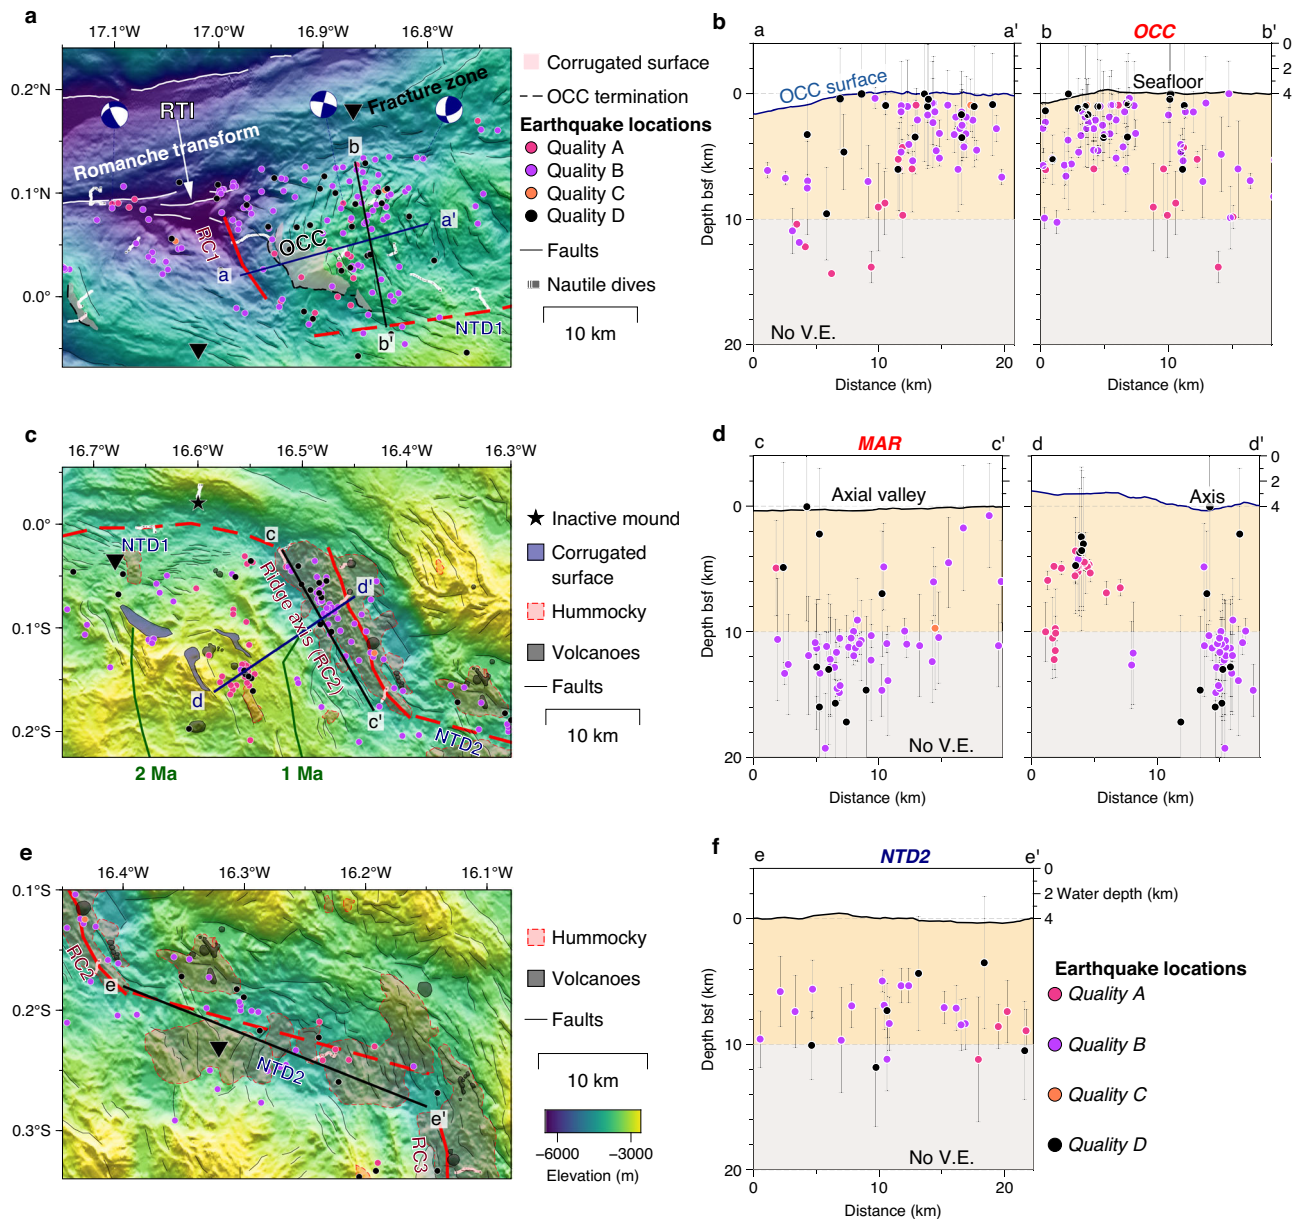 a
17.1°W 17.0°W 16.9°W 16.8°W
0.2°N
0.1°N
0.0°
RTI
Fracture zone
Romanche transform
b
OCC
a'
RC1
a
NTD1
b'
Corrugated surface
OCC termination
Earthquake locations
Quality A
Quality B
Quality C
Quality D
Faults
Nautile dives
10 km
b
a a'
OCC surface
0
10
20
Depth bsf (km)
No V.E.
0 10 20
Distance (km)
b OCC b'
Seafloor
0
2
4
0 10
Distance (km)
c
16.7°W 16.6°W 16.5°W 16.4°W 16.3°W
0.0°
0.1°S
0.2°S
NTD1
c
Ridge axis (RC2)
d'
d
c'
NTD2
2 Ma 1 Ma
Inactive mound
Corrugated
surface
Hummocky
Volcanoes
Faults
10 km
d
c MAR c'
Axial valley
0
10
20
Depth bsf (km)
No V.E.
0 10
Distance (km)
d d'
Axis
0
2
4
0 10
Distance (km)
e
16.4°W 16.3°W 16.2°W 16.1°W
0.1°S
0.2°S
0.3°S
RC2
e
NTD2
e'
RC3
Hummocky
Volcanoes
Faults
10 km
−6000 −3000
Elevation (m)
f
e NTD2 e'
0
2
4
Water depth (km)
0
10
20
Depth bsf (km)
No V.E.
0 10 20
Distance (km)
Earthquake locations
Quality A
Quality B
Quality C
Quality D